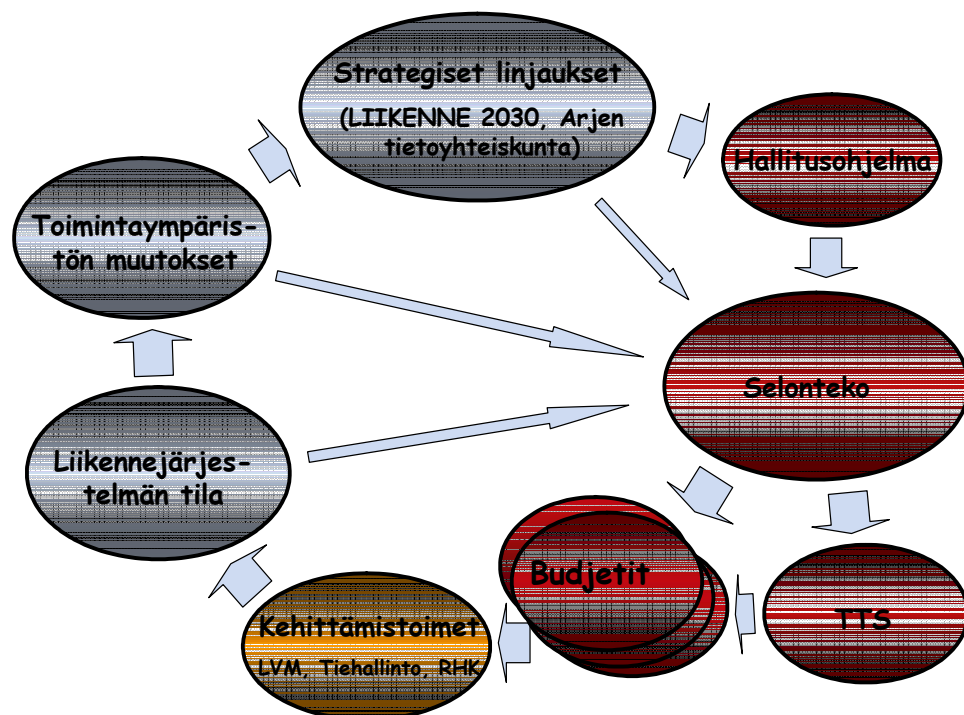 Strategiset linjaukset
(LIIKENNE 2030, Arjen
tietoyhteiskunta)
Hallitusohjelma
Toimintaympäris-
tön muutokset
Selonteko
Liikennejärjes-
telmän tila
Budjetit
TTS
Kehittämistoimet
LVM, Tiehallinto, RHK